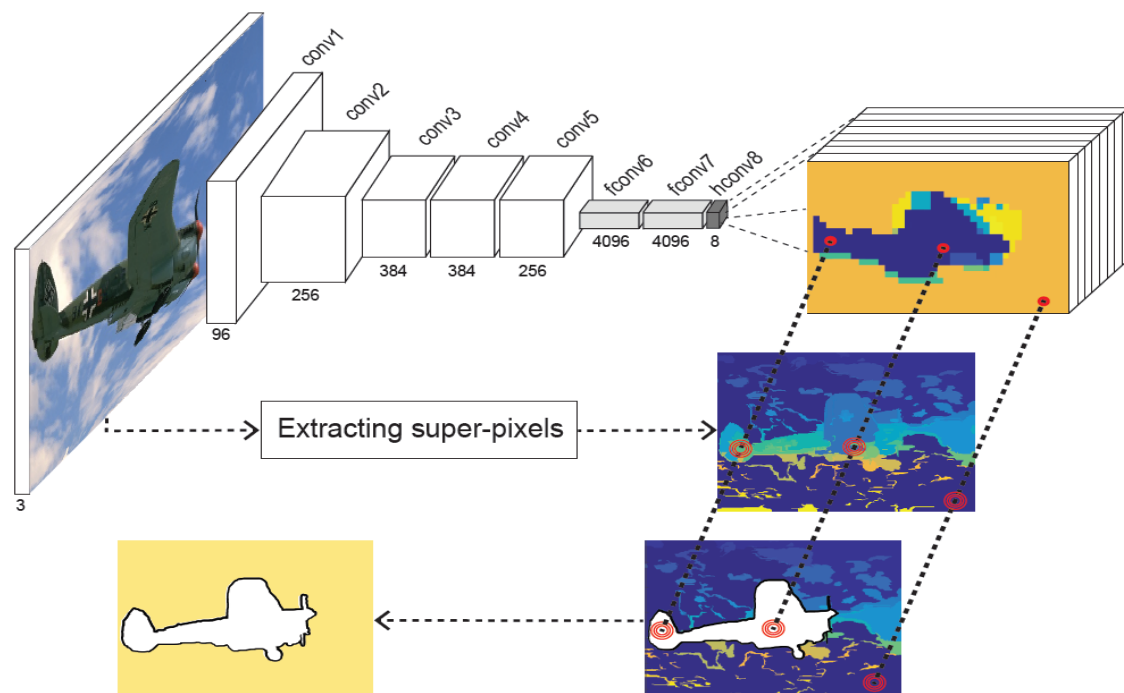 conv1
conv2
conv3
conv4
conv5
fconv6
fconv7
hconv8
3
96
256
384
384
256
4096
4096
8
Extracting super-pixels